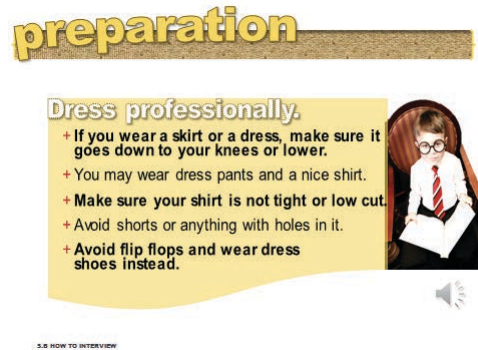 preparation
Dress professionally.
+ If you wear a skirt or a dress, make sure it
goes down to your knees or lower.
+ You may wear dress pants and a nice shirt.
+ Make sure your shirt is not tight or low cut.
+ Avoid shorts or anything with holes in it.
+ Avoid flip flops and wear dress
shoes instead.
5.B HOW TO INTERVIEW